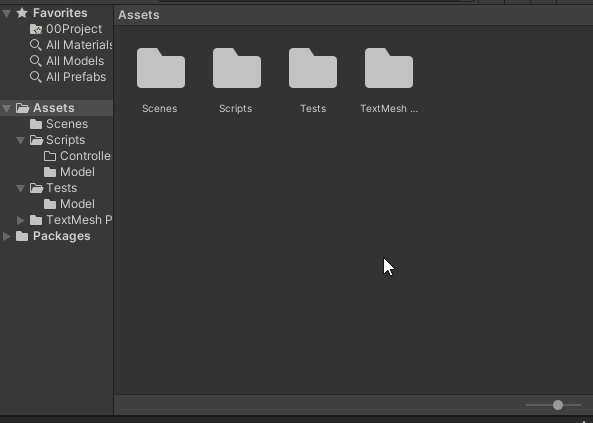 Favorites
00Project
All Materials
All Models
All Prefabs
Assets
Scenes
Scripts
Controlle
Model
Tests
Model
TextMesh P
Packages
Assets
Scenes
Scripts
Tests
TextMesh ...